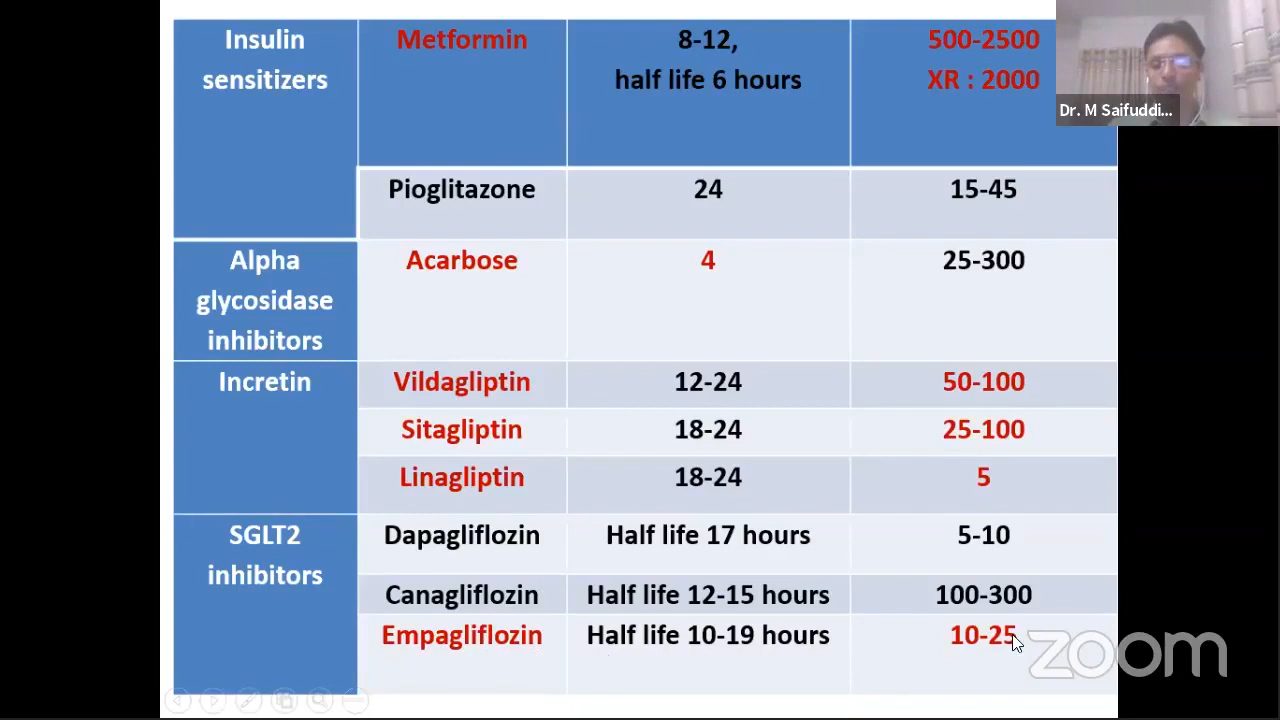 Insulin sensitizers
Metformin
8-12,
half life 6 hours
500-2500
XR : 2000
Pioglitazone
24
15-45
Alpha
glycosidase
inhibitors
Acarbose
4
25-300
Incretin
Vildagliptin
12-24
50-100
Sitagliptin
18-24
25-100
Linagliptin
18-24
5
SGLT2
inhibitors
Dapagliflozin
Half life 17 hours
5-10
Canagliflozin
Half life 12-15 hours
100-300
Empagliflozin
Half life 10-19 hours
10-25
Dr. M Saifuddi...
zoom